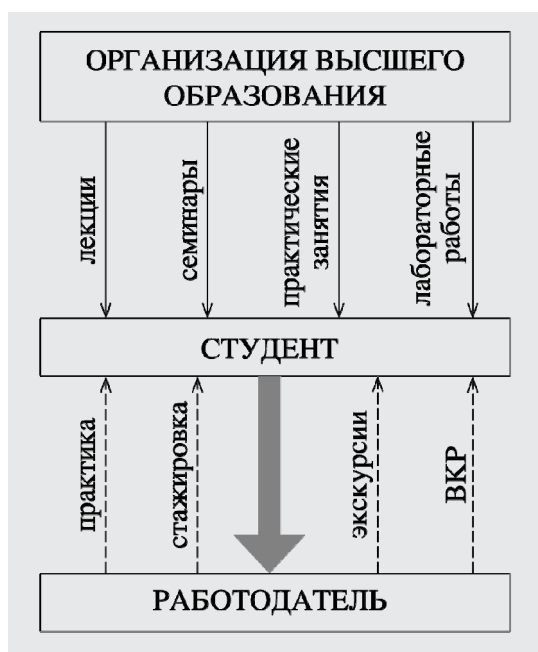 ОРГАНИЗАЦИЯ ВЫСШЕГО
ОБРАЗОВАНИЯ
лекции
семинары
практические
занятия
лабораторные
работы
СТУДЕНТ
практика
стажировка
экскурсии
ВКР
РАБОТОДАТЕЛЬ